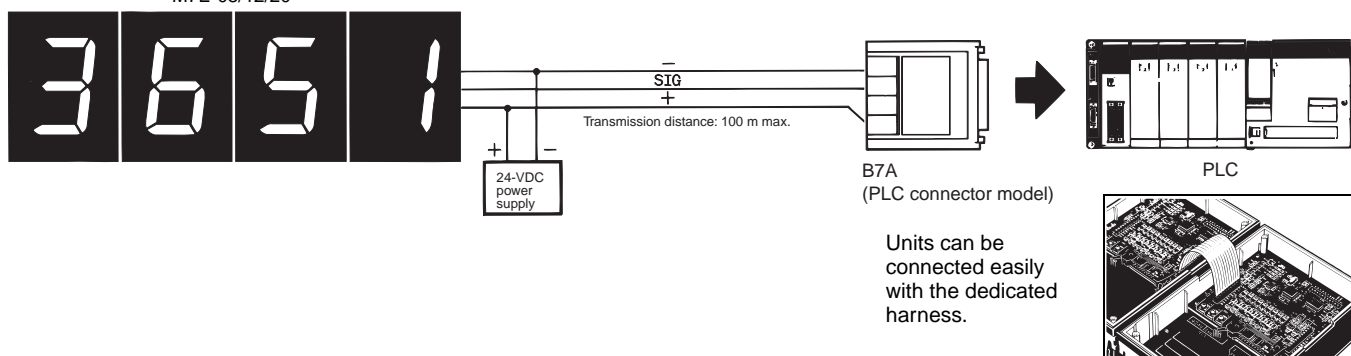 3651
−
SIG
+
Transmission distance: 100 m max.
+ −
24-VDC
power
supply
B7A
(PLC connector model)
PLC
Units can be
connected easily
with the dedicated
harness.